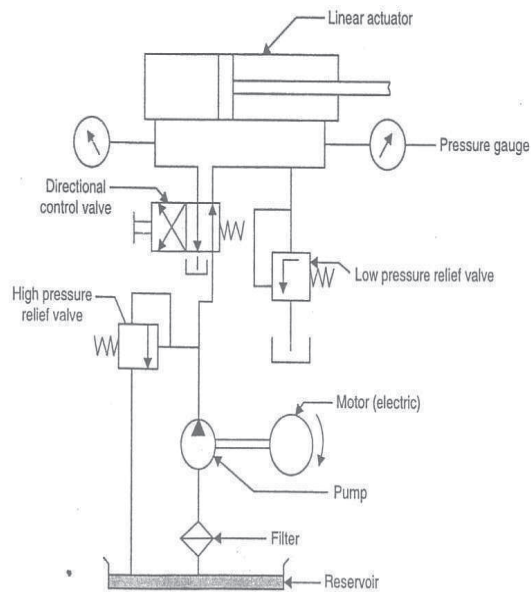 Linear actuator
Pressure gauge
Directional
control valve
Low pressure relief valve
High pressure
relief valve
Motor (electric)
Pump
Filter
Reservoir